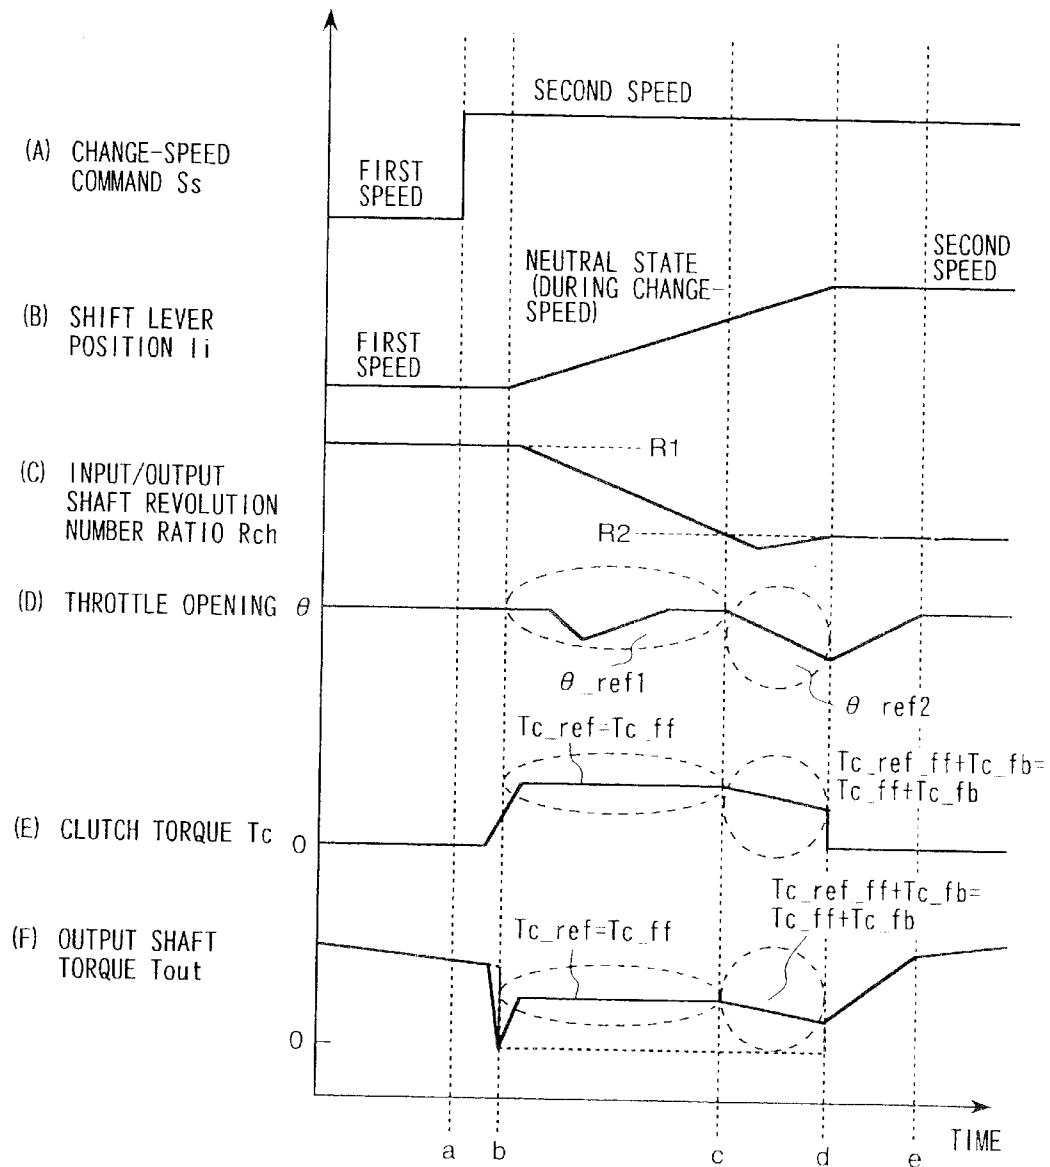 SECOND SPEED
(A) CHANGE-SPEED
COMMAND Ss
FIRST
SPEED
NEUTRAL STATE
(DURING CHANGE-
SPEED)
SECOND
SPEED
(B) SHIFT LEVER
POSITION Ii
FIRST
SPEED
R1
(C) INPUT/OUTPUT
SHAFT REVOLUTION
NUMBER RATIO Rch
R2
(D) THROTTLE OPENING θ
θ_ref1
θ ref2
Tc_ref=Tc_ff
Tc_ref_ff+Tc_fb=
Tc_ff+Tc_fb
(E) CLUTCH TORQUE Tc
0
Tc_ref_ff+Tc_fb=
Tc_ff+Tc_fb
Tc_ref=Tc_ff
(F) OUTPUT SHAFT
TORQUE Tout
0
a b c d e
TIME